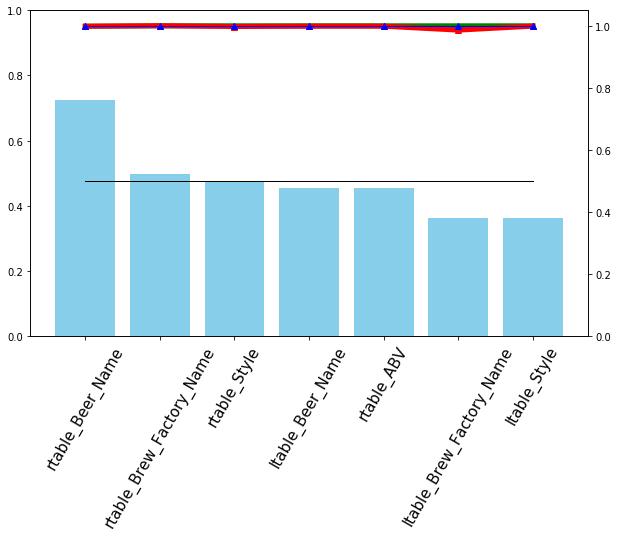 1.0
0.8
0.6
0.4
0.2
0.0
1.0
0.8
0.6
0.4
0.2
0.0
rtable_Beer_Name
rtable_Brew_Factory_Name
rtable_Style
ltable_Beer_Name
rtable_ABV
ltable_Brew_Factory_Name
ltable_Style